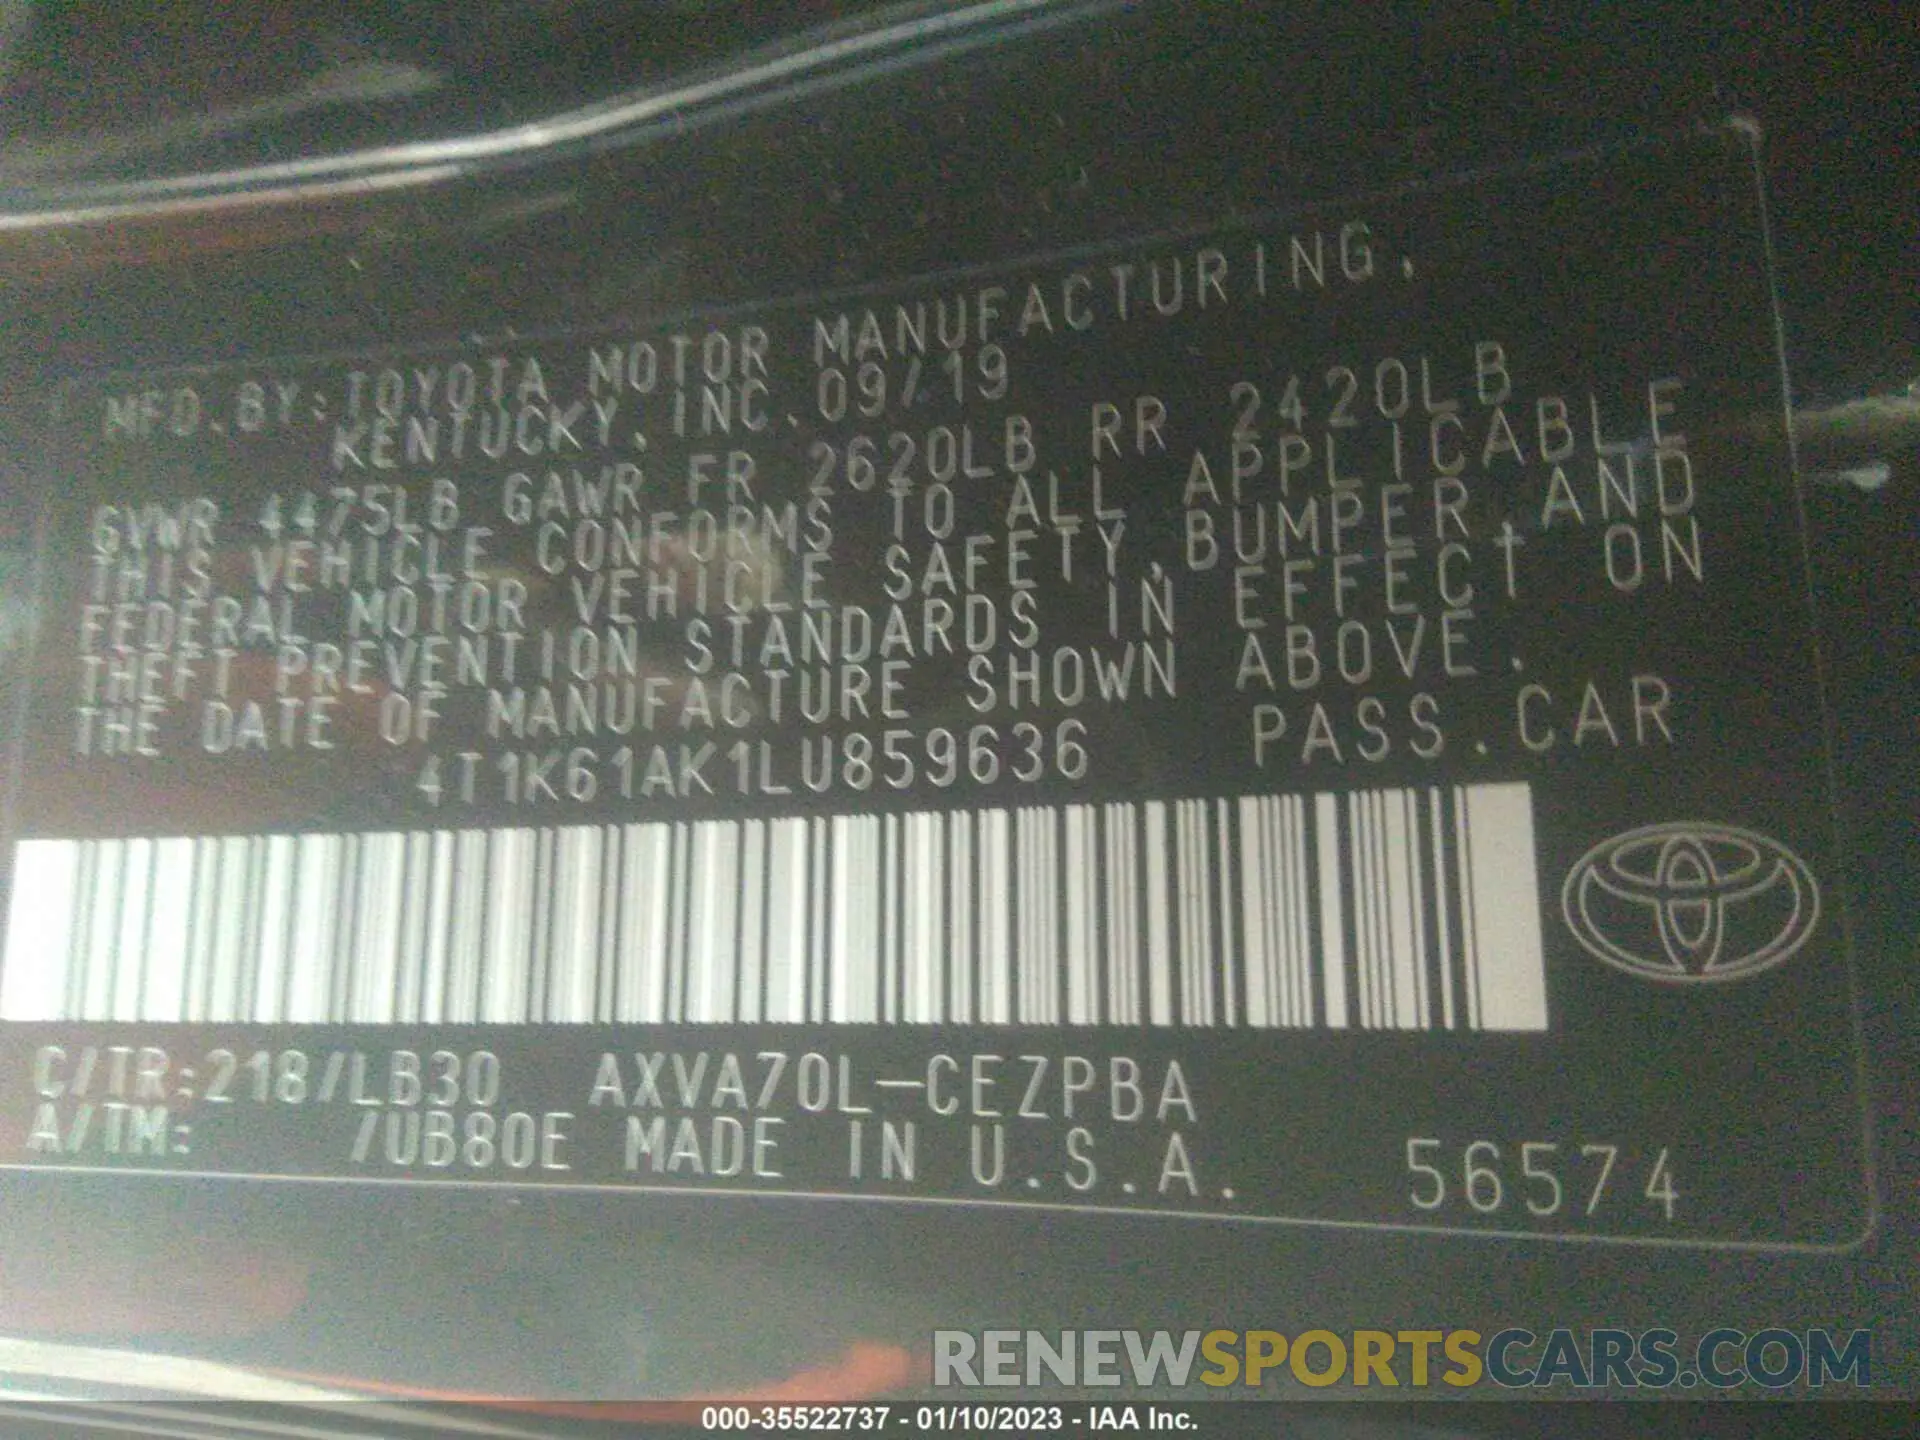 MFD. BY: TOYOTA MOTOR MANUFACTURING,
KENTUCKY, INC. 09/19
GVWR 4475LB GAWR FR 2620LB RR 2420LB
THIS VEHICLE CONFORMS TO ALL APPLICABLE
FEDERAL MOTOR VEHICLE SAFETY, BUMPER, AND
THEFT PREVENTION STANDARDS IN EFFECT ON
THE DATE OF MANUFACTURE SHOWN ABOVE.
4T1K61AK1LU859636 PASS. CAR
C/TR:218/LB30 AXVA70L-CEZPBA
A/TM: /UB80E MADE IN U.S.A. 56574
RENEWSPORTSCARS.COM
000-35522737 - 01/10/2023 - IAA Inc.